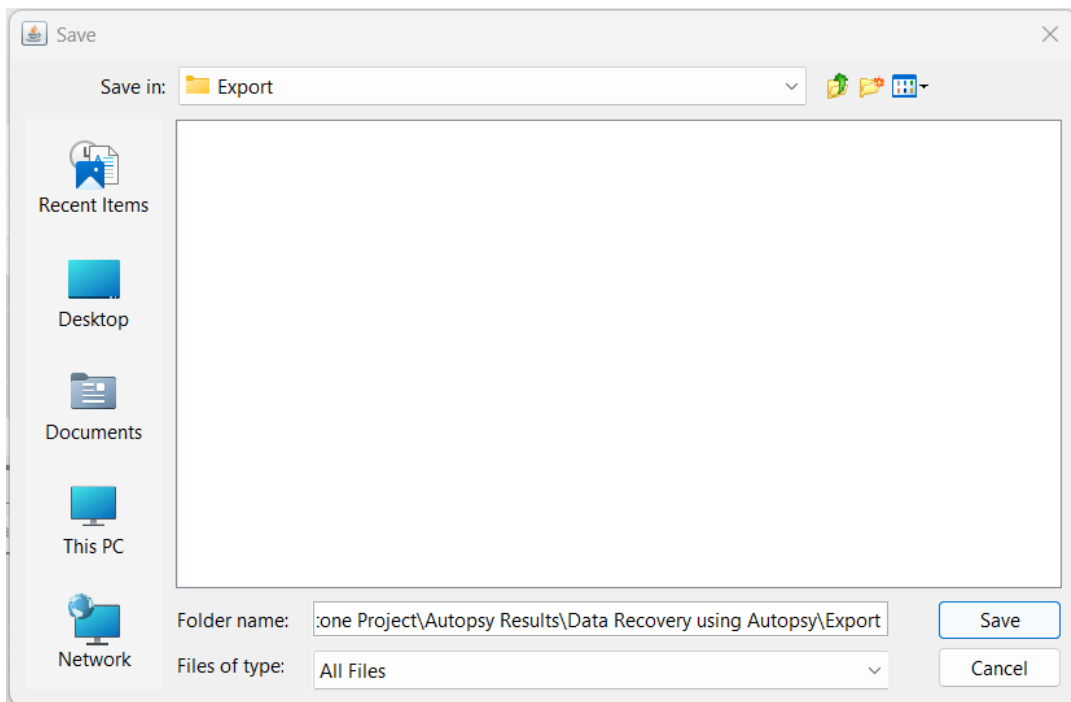 Save
Save in: Export
Recent Items
Desktop
Documents
This PC
Network
Folder name: :one Project\Autopsy Results\Data Recovery using Autopsy\Export Save
Files of type: All Files Cancel